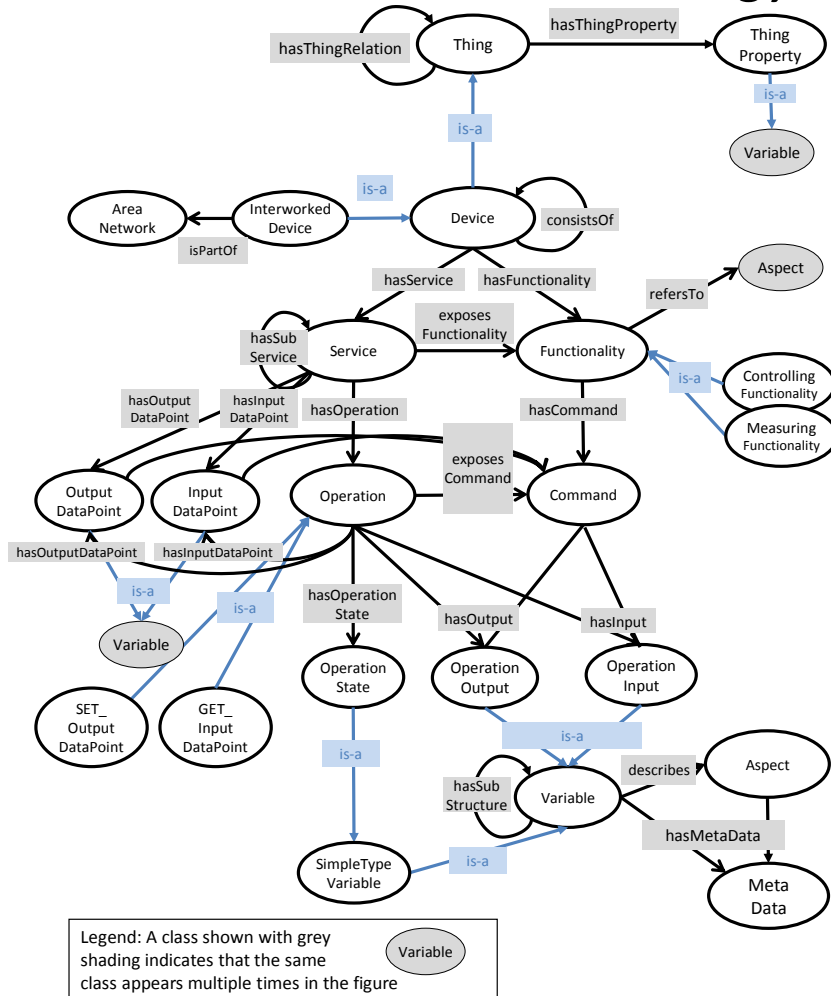 hasThingRelation
Thing
hasThingProperty
Thing
Property
is-a
is-a
Variable
Area
Network
Interworked
Device
is-a
isPartOf
Device
consistsOf
hasService
hasFunctionality
refersTo
Aspect
hasSub
Service
Service
exposes
Functionality
Functionality
is-a
Controlling
Functionality
Measuring
Functionality
hasOutput
DataPoint
hasInput
DataPoint
hasOperation
hasCommand
Output
DataPoint
Input
DataPoint
Operation
exposes
Command
Command
hasOutputDataPoint
hasInputDataPoint
is-a
is-a
Variable
hasOperation
State
hasOutput
hasInput
SET_
Output
DataPoint
GET_
Input
DataPoint
Operation
State
Operation
Output
Operation
Input
is-a
is-a
hasSub
Structure
Variable
describes
Aspect
hasMetaData
SimpleType
Variable
is-a
Meta
Data
Legend: A class shown with grey
shading indicates that the same
class appears multiple times in the figure
Variable